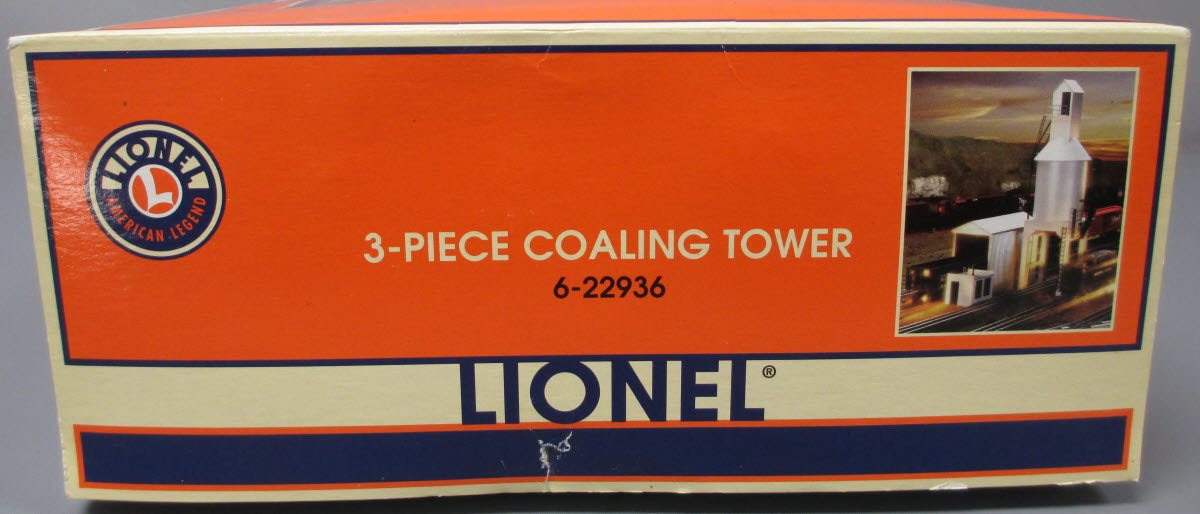 LIONEL
L
AMERICAN LEGEND
3-PIECE COALING TOWER
6-22936
LIONEL®